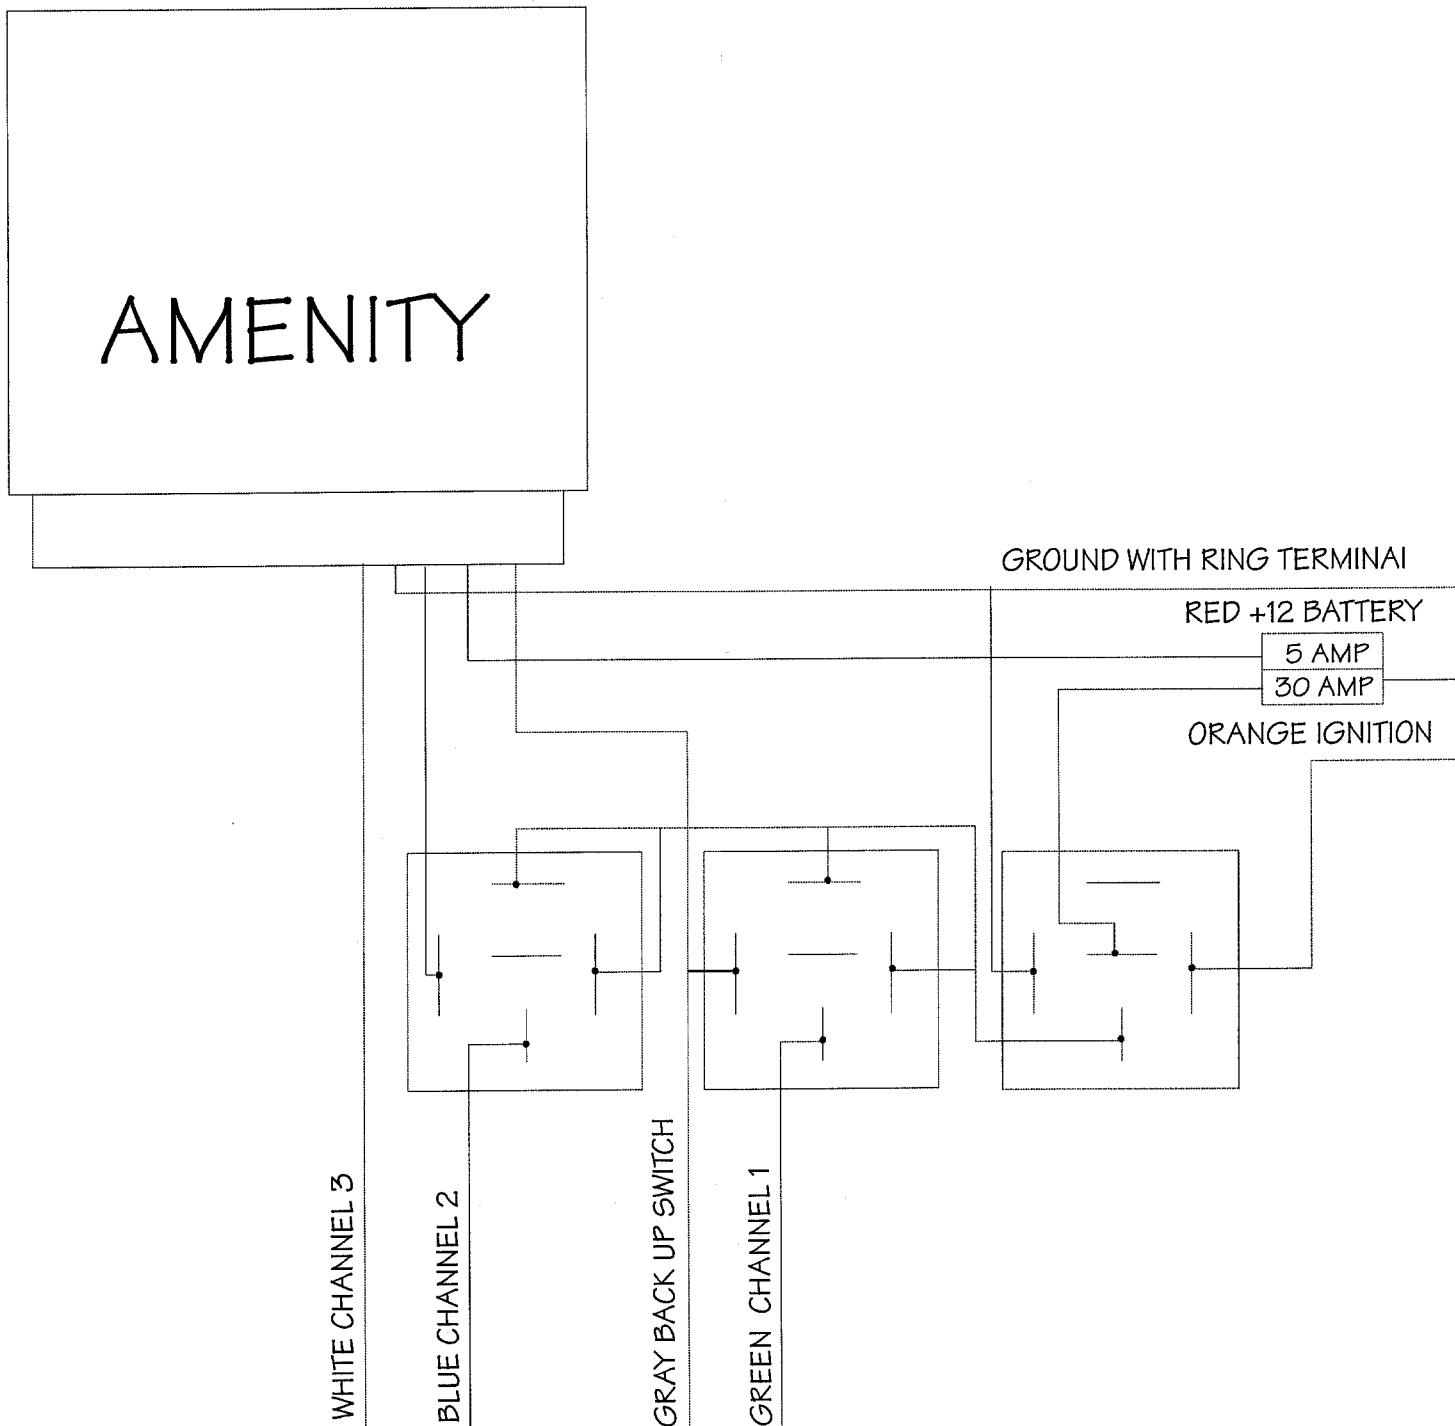 AMENITY
GROUND WITH RING TERMINAl
RED +12 BATTERY
5 AMP
30 AMP
ORANGE IGNITION
WHITE CHANNEL 3
BLUE CHANNEL 2
GRAY BACK UP SWITCH
GREEN CHANNEL 1